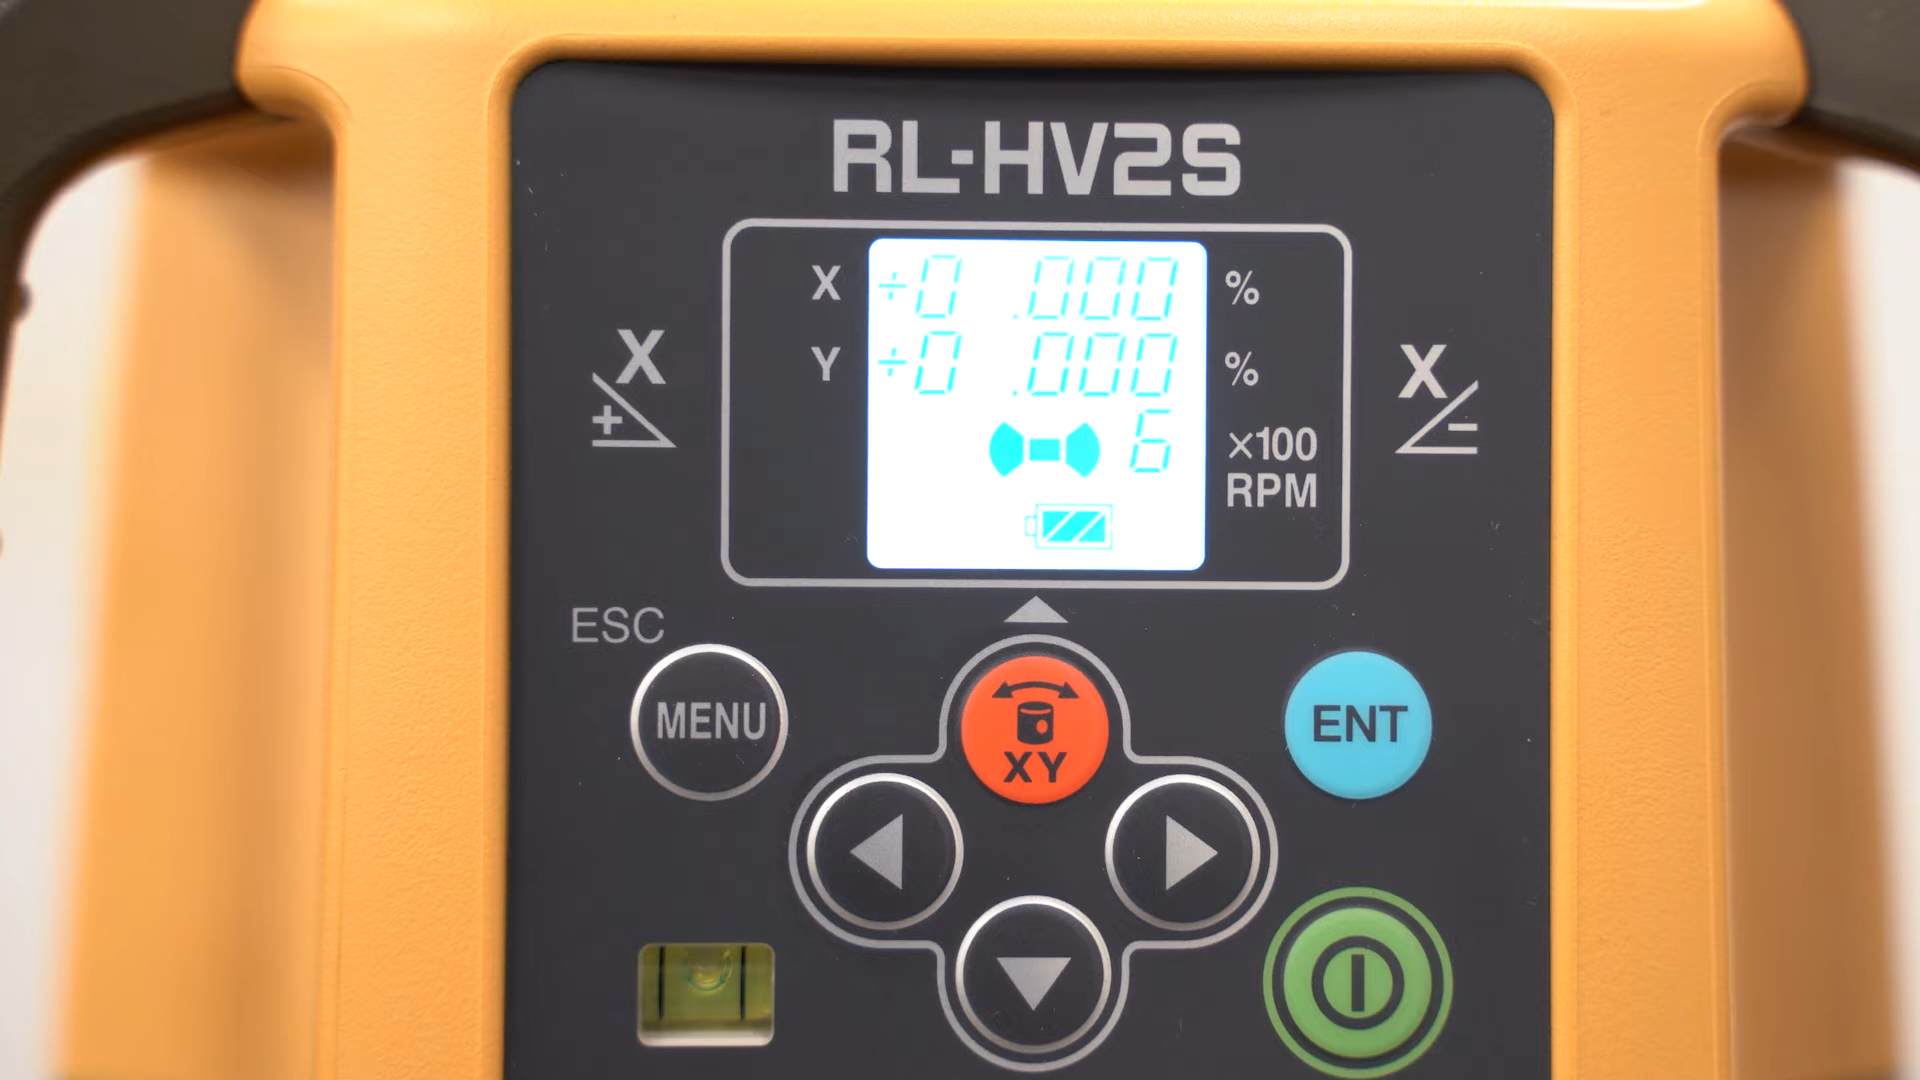 RL-HV2S
X ÷0 .000 %
Y ÷0 .000 %
6 ×100
RPM
X
+
X
-
ESC
MENU
XY
ENT